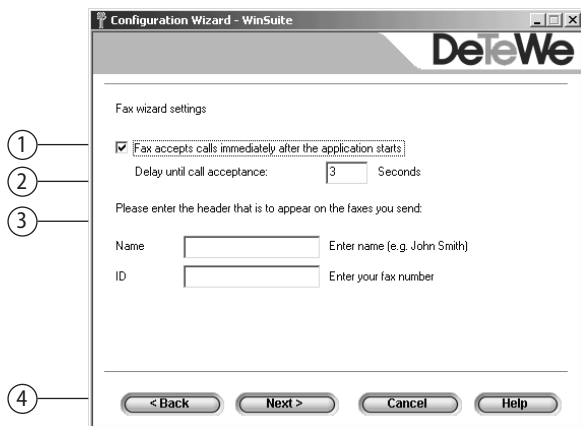 Configuration Wizard - WinSuite
DeTeWe
Fax wizard settings
1
Fax accepts calls immediately after the application starts
2
Delay until call acceptance: 3 Seconds
3
Please enter the header that is to appear on the faxes you send:
Name Enter name (e.g. John Smith)
ID Enter your fax number
4
< Back Next > Cancel Help